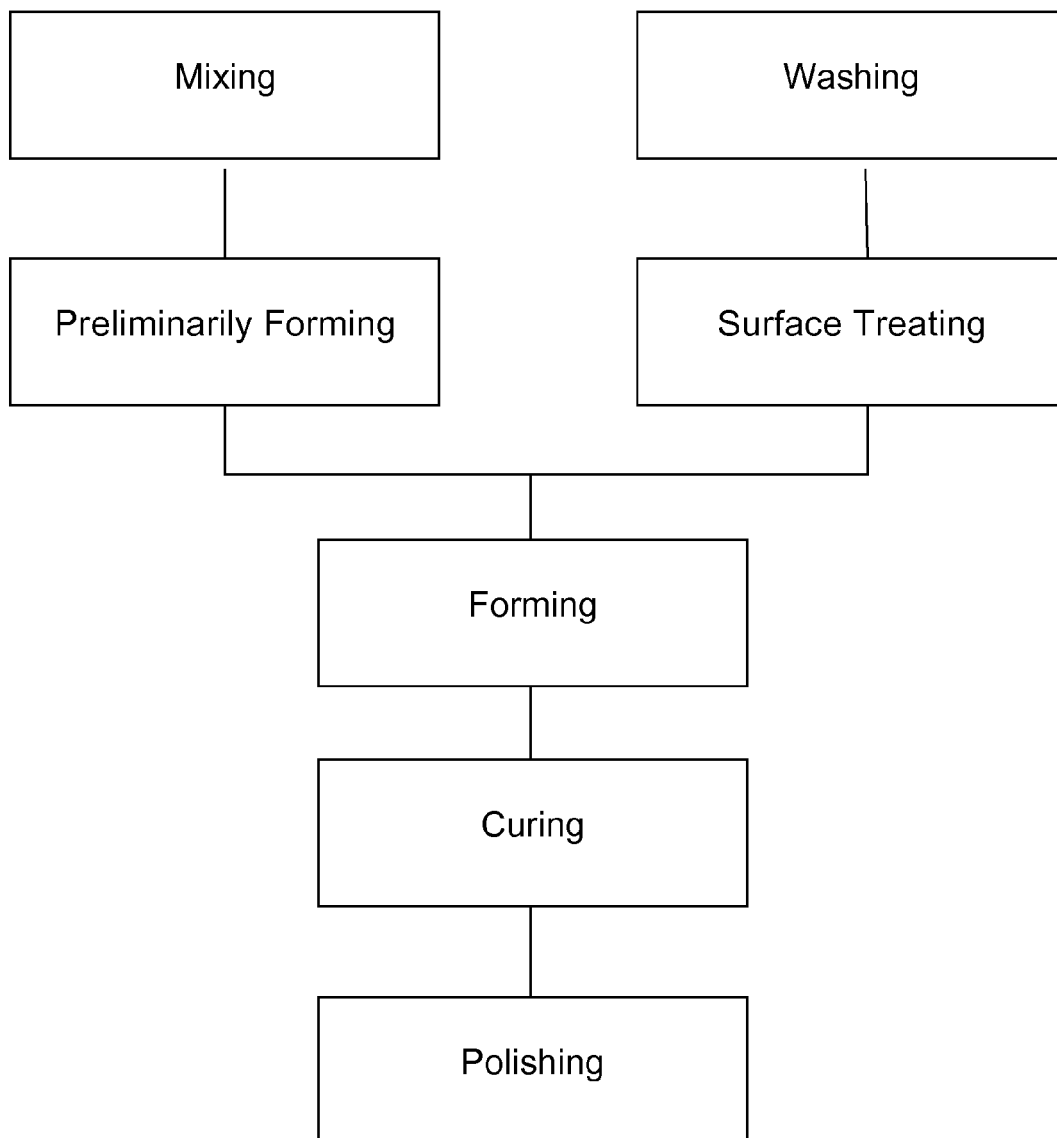 Mixing
Washing
Preliminarily Forming
Surface Treating
Forming
Curing
Polishing